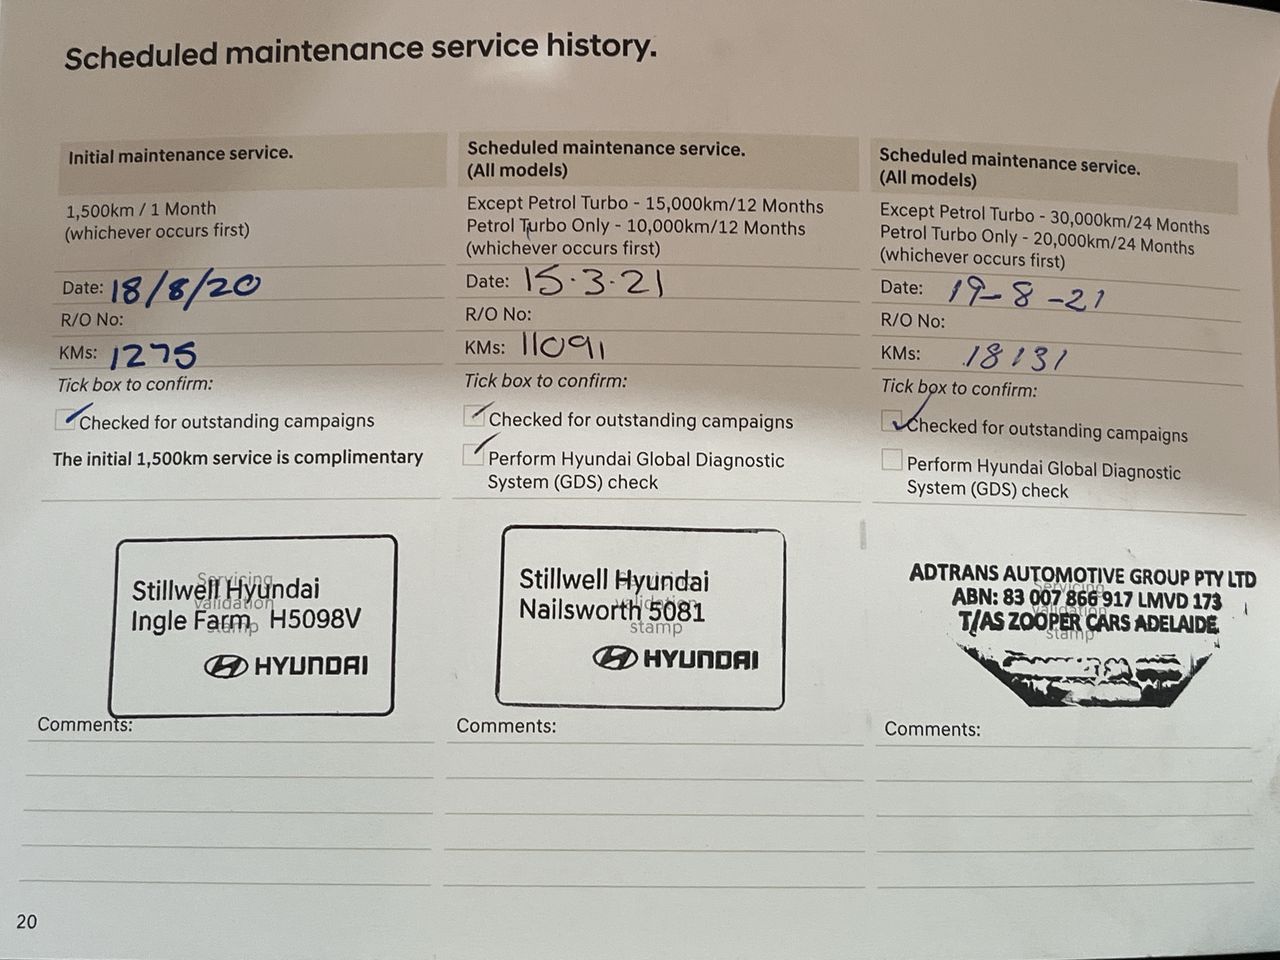 Scheduled maintenance service history.
Initial maintenance service.
1,500km / 1 Month
(whichever occurs first)
Date: 18/8/20
R/O No:
KMs: 1275
Tick box to confirm:
Checked for outstanding campaigns
The initial 1,500km service is complimentary
Servicing
validation
stamp
Stillwell Hyundai
Ingle Farm H5098V
HYUNDAI
Comments:
Scheduled maintenance service.
(All models)
Except Petrol Turbo - 15,000km/12 Months
Petrol Turbo Only - 10,000km/12 Months
(whichever occurs first)
Date: 15.3.21
R/O No:
KMs: 11091
Tick box to confirm:
Checked for outstanding campaigns
Perform Hyundai Global Diagnostic
System (GDS) check
validation
stamp
Stillwell Hyundai
Nailsworth 5081
HYUNDAI
Comments:
Scheduled maintenance service.
(All models)
Except Petrol Turbo - 30,000km/24 Months
Petrol Turbo Only - 20,000km/24 Months
(whichever occurs first)
Date: 19-8-21
R/O No:
KMs: 18131
Tick box to confirm:
Checked for outstanding campaigns
Perform Hyundai Global Diagnostic
System (GDS) check
Servicing
validation
stamp
ADTRANS AUTOMOTIVE GROUP PTY LTD
ABN: 83 007 866 917 LMVD 173
T/AS ZOOPER CARS ADELAIDE
Comments:
20